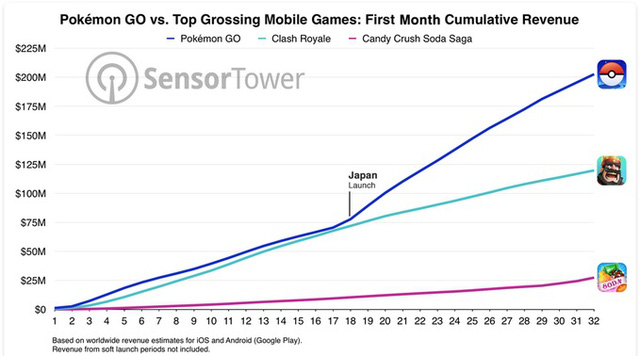 Pokémon GO vs. Top Grossing Mobile Games: First Month Cumulative Revenue
Pokémon GO Clash Royale Candy Crush Soda Saga
$225M
SensorTower
$200M
$175M
$150M
$125M
Japan
Launch
$100M
$75M
$50M
$25M
SODA
$0
1 2 3 4 5 6 7 8 9 10 11 12 13 14 15 16 17 18 19 20 21 22 23 24 25 26 27 28 29 30 31 32
Based on worldwide revenue estimates for iOS and Android (Google Play).
Revenue from soft launch periods not included.